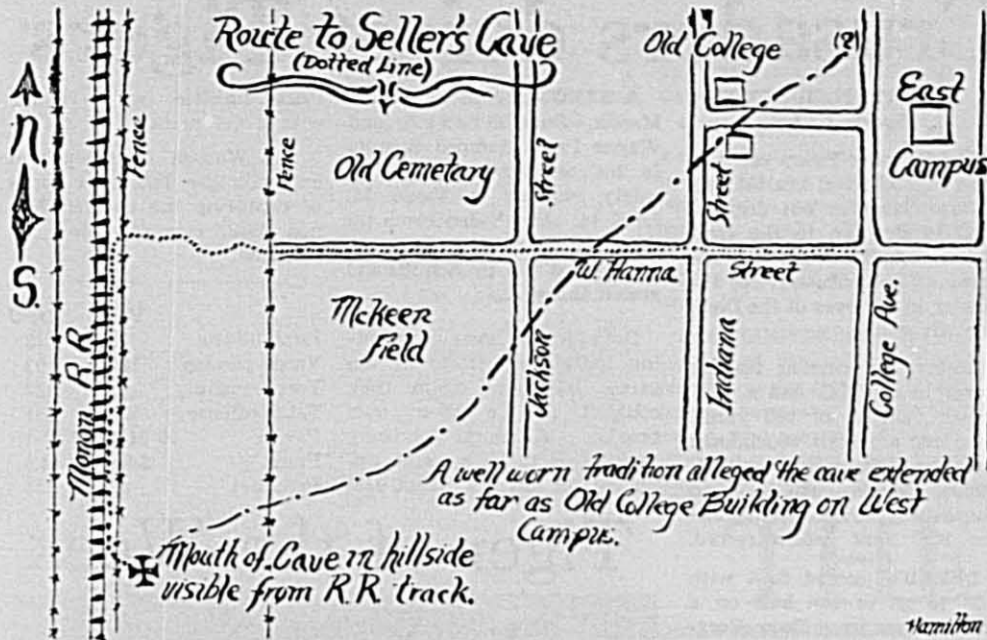 Route to Seller's Cave
(Dotted Line)
Old College
(?)
East
Campus
N.
S.
Fence
Fence
Old Cemetary
Street
Street
W. Hanna Street
McKeen
Field
Jackson
Indiana
College Ave.
Monon R R
A well worn tradition alleged the cave extended
as far as Old College Building on West
Campus.
Mouth of Cave in hillside
visible from R.R. track.
Hamilton